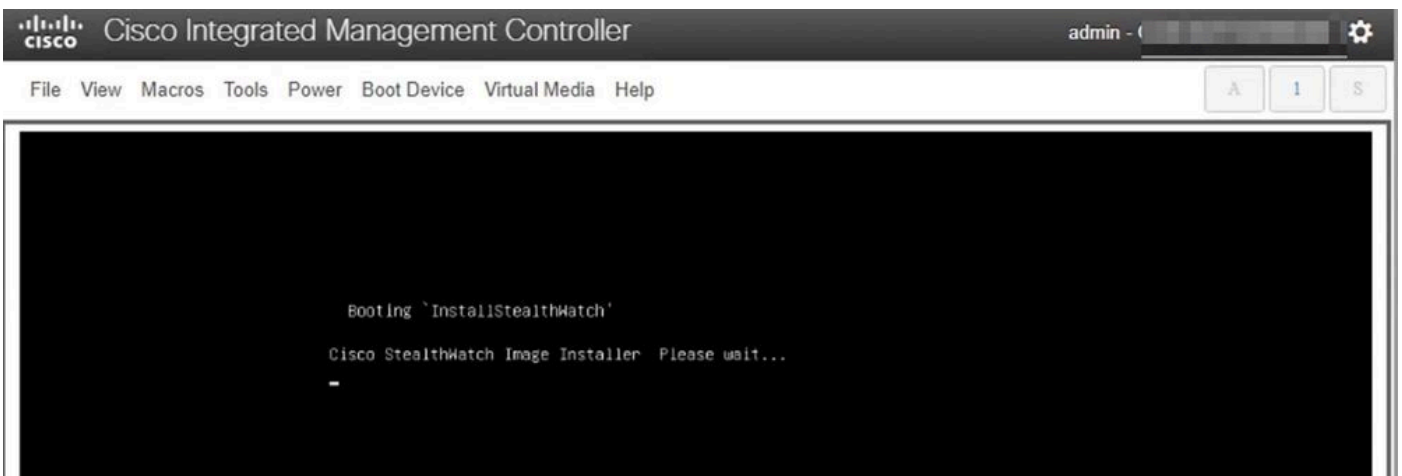 cisco Cisco Integrated Management Controller admin -
File View Macros Tools Power Boot Device Virtual Media Help A 1 S
Booting `InstallStealthWatch'
Cisco StealthWatch Image Installer Please wait...